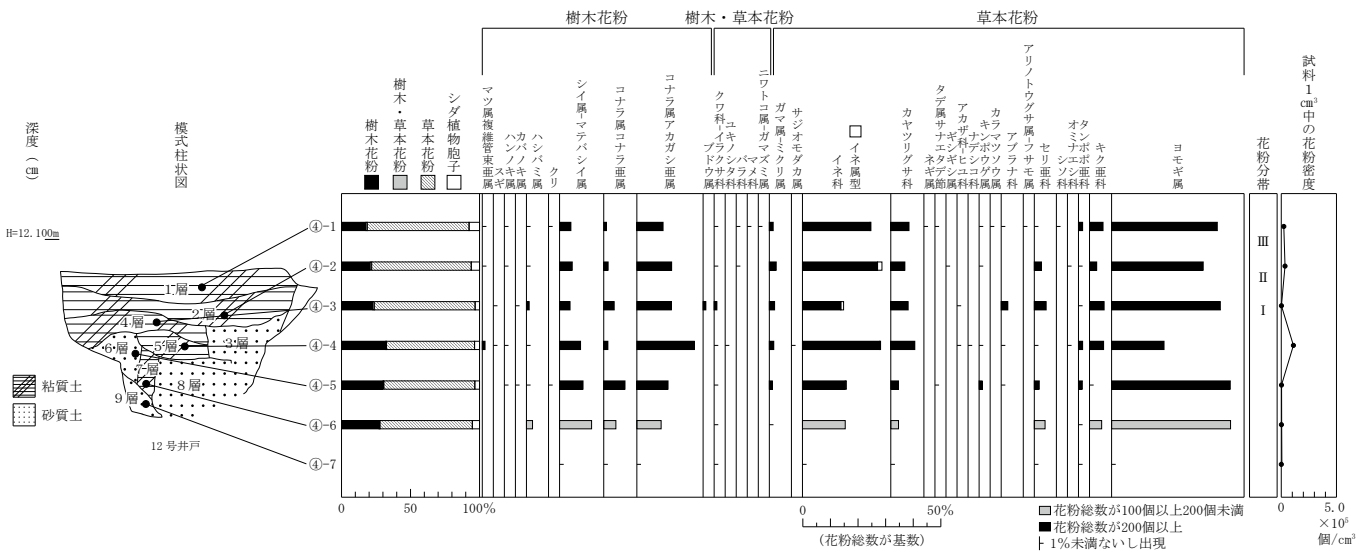 樹木花粉
樹木・草本花粉
草本花粉
深度 (cm)
模式柱状図
樹木花粉
樹木・草本花粉
草本花粉
シダ植物胞子
マツ属複維管束亜属
スギ
ハンノキ属
カバノキ属
ハシバミ属
クリ
シイ属-マテバシイ属
コナラ属コナラ亜属
コナラ属アカガシ亜属
ブドウ属
クワ科-イラクサ科
ユキノシタ科
バラ科
マメ科
ニワトコ属-ガマズミ属
ガマ属-ミクリ属
サジオモダカ属
イネ科
イネ属型
カヤツリグサ科
ネギ属
タデ属サナエタデ節
ギシギシ属
アカザ科-ヒユ科
ナデシコ科
キンポウゲ属
カラマツソウ属
アブラナ科
アリノトウグサ属-フサモ属
セリ亜科
シソ科
オミナエシ科
タンポポ亜科
キク亜科
ヨモギ属
花粉分帯
試料1cm³中の花粉密度
H=12.100m
④-1
④-2
④-3
④-4
④-5
④-6
④-7
Ⅲ
Ⅱ
Ⅰ
1層
2層
4層
3層
5層
6層
7層
8層
9層
粘質土
砂質土
12号井戸
0 50 100%
0 50%
(花粉総数が基数)
花粉総数が100個以上200個未満
花粉総数が200個以上
1%未満ないし出現
0 5.0
×10⁵
個/cm³